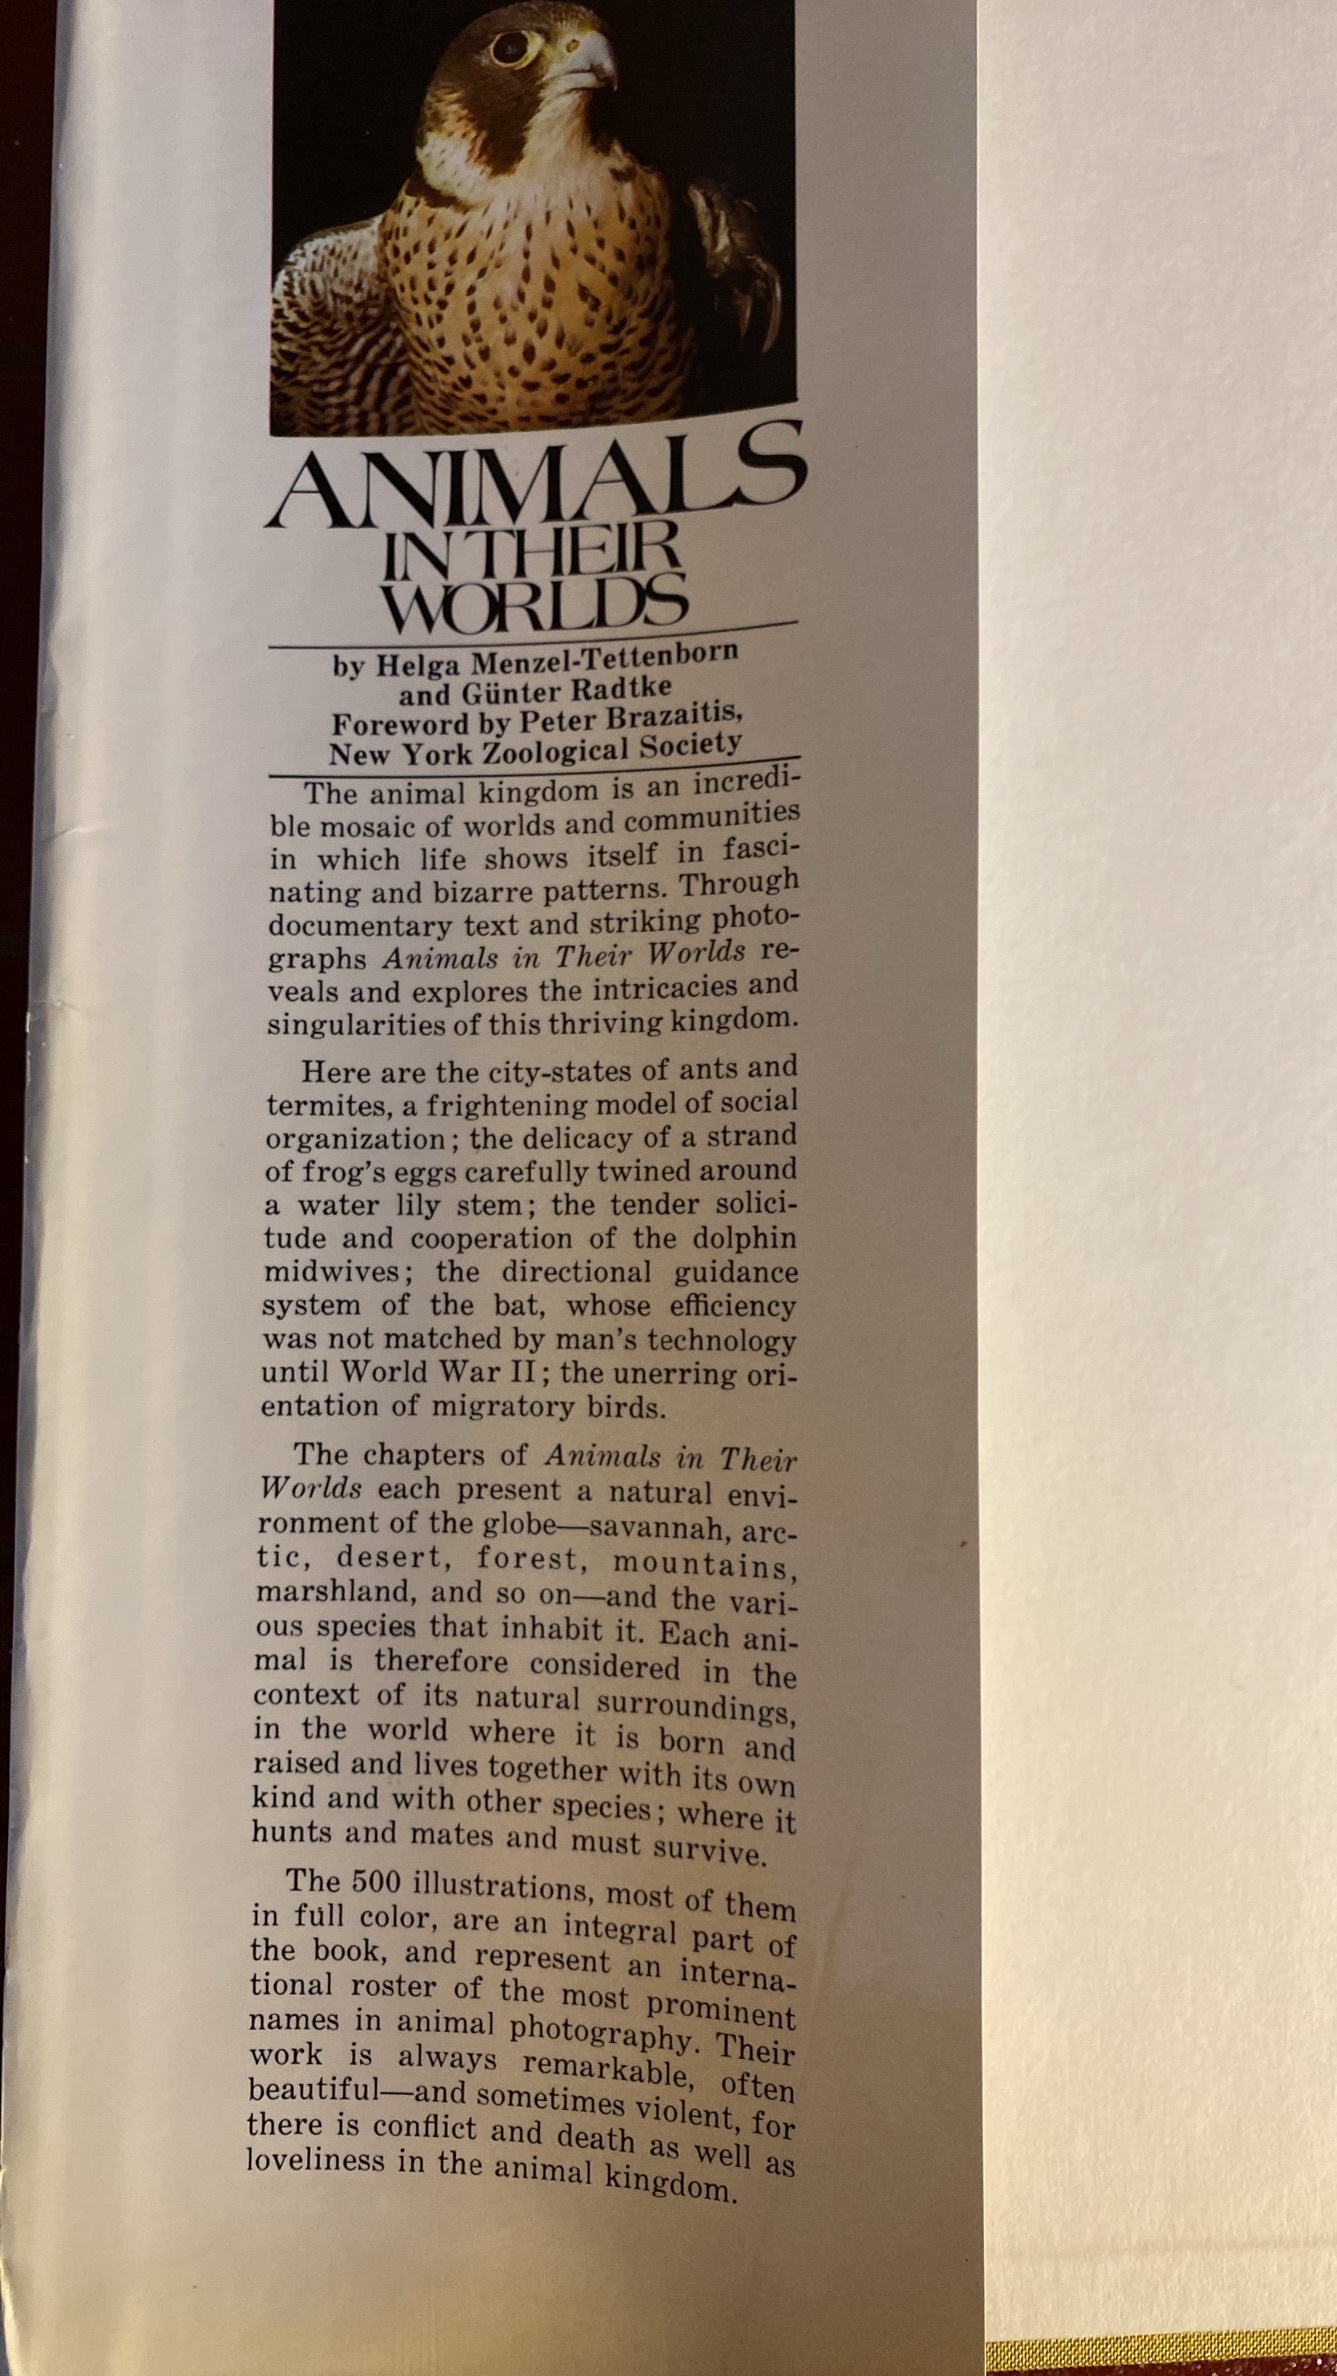 ANIMALS
IN THEIR
WORLDS
by Helga Menzel-Tettenborn
and Günter Radtke
Foreword by Peter Brazaitis,
New York Zoological Society
The animal kingdom is an incredi-
ble mosaic of worlds and communities
in which life shows itself in fasci-
nating and bizarre patterns. Through
documentary text and striking photo-
graphs Animals in Their Worlds re-
veals and explores the intricacies and
singularities of this thriving kingdom.
Here are the city-states of ants and
termites, a frightening model of social
organization; the delicacy of a strand
of frog's eggs carefully twined around
a water lily stem; the tender solici-
tude and cooperation of the dolphin
midwives; the directional guidance
system of the bat, whose efficiency
was not matched by man's technology
until World War II; the unerring ori-
entation of migratory birds.
The chapters of Animals in Their
Worlds each present a natural envi-
ronment of the globe—savannah, arc-
tic, desert, forest, mountains,
marshland, and so on—and the vari-
ous species that inhabit it. Each ani-
mal is therefore considered in the
context of its natural surroundings,
in the world where it is born and
raised and lives together with its own
kind and with other species; where it
hunts and mates and must survive.
The 500 illustrations, most of them
in full color, are an integral part of
the book, and represent an interna-
tional roster of the most prominent
names in animal photography. Their
work is always remarkable, often
beautiful—and sometimes violent, for
there is conflict and death as well as
loveliness in the animal kingdom.